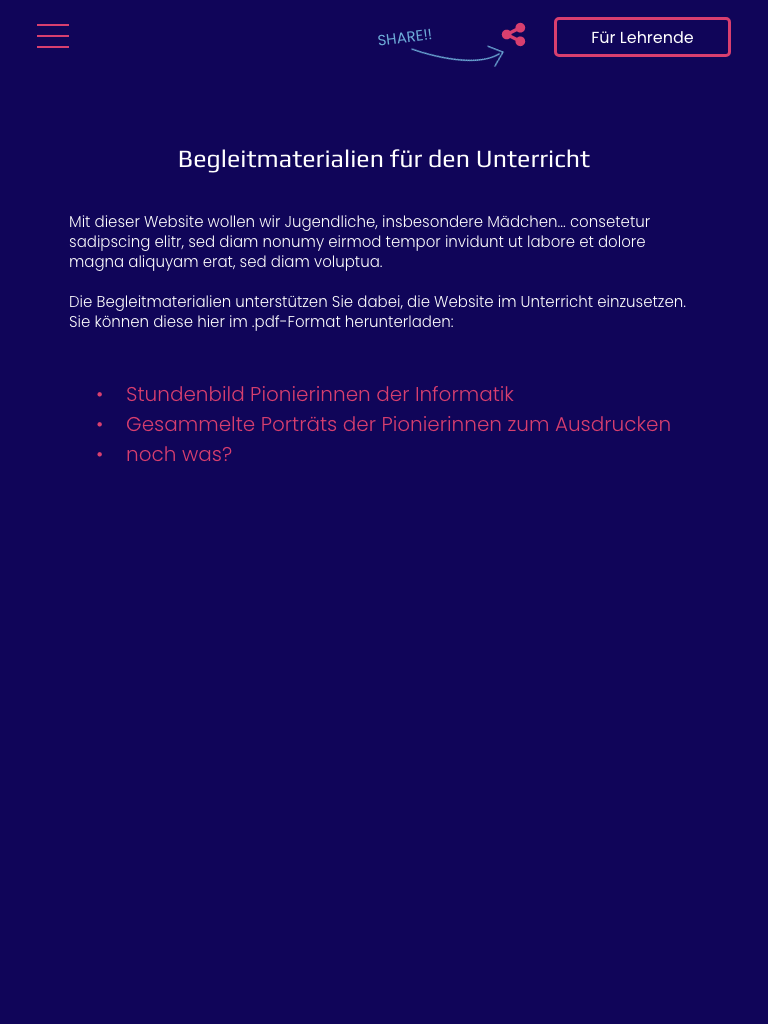 SHARE!!
Für Lehrende
Begleitmaterialien für den Unterricht
Mit dieser Website wollen wir Jugendliche, insbesondere Mädchen... consetetur
sadipscing elitr, sed diam nonumy eirmod tempor invidunt ut labore et dolore
magna aliquyam erat, sed diam voluptua.
Die Begleitmaterialien unterstützen Sie dabei, die Website im Unterricht einzusetzen.
Sie können diese hier im .pdf-Format herunterladen:
• Stundenbild Pionierinnen der Informatik
• Gesammelte Porträts der Pionierinnen zum Ausdrucken
• noch was?